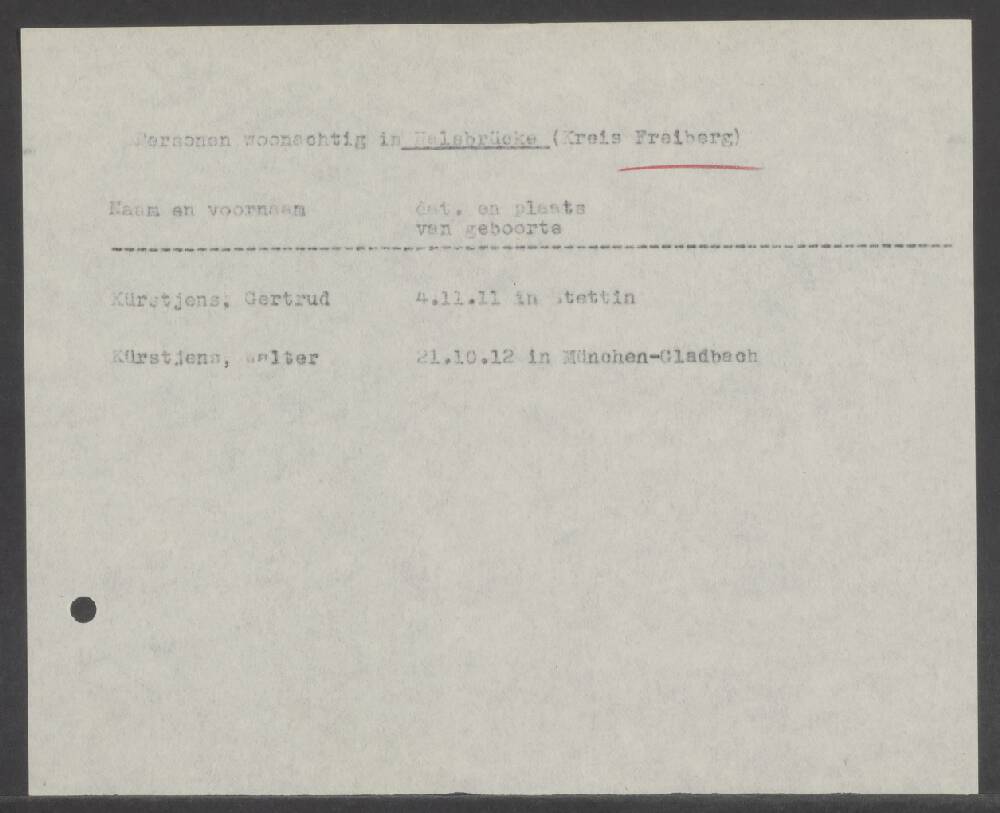 Personen woonachtig in Halsbrücke (Kreis Freiberg)
Naam en voornaam dat. en plaats
van geboorte
Kürstjens, Gertrud 4.11.11 in Stettin
Kürstjens, Walter 21.10.12 in München-Gladbach